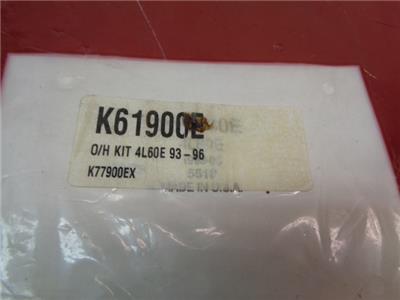 K61900E
O/H KIT 4L60E 93-96
K77900EX
MADE IN U.S.A.